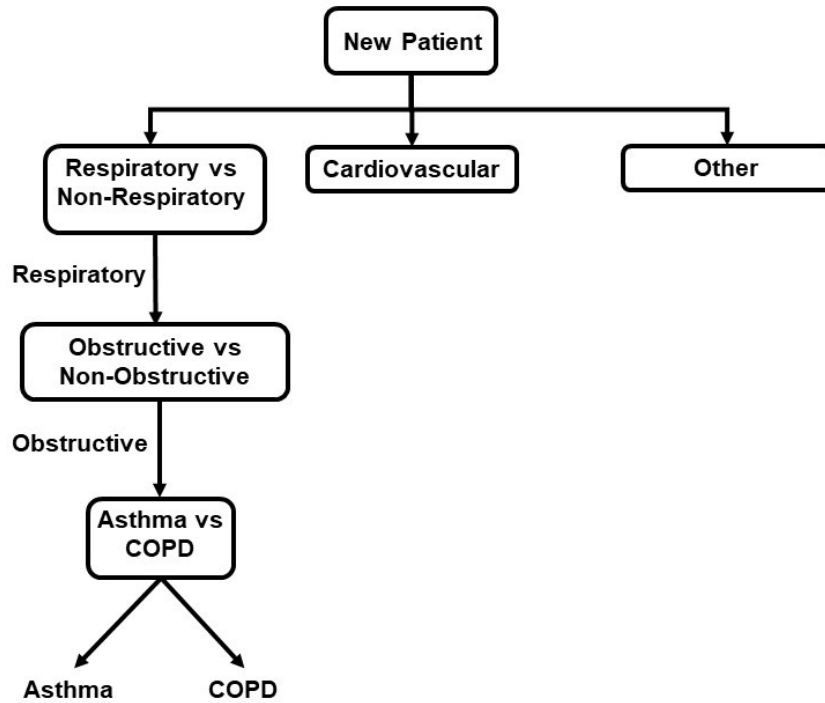 New Patient
Respiratory vs
Non-Respiratory
Cardiovascular
Other
Respiratory
Obstructive vs
Non-Obstructive
Obstructive
Asthma vs
COPD
Asthma
COPD